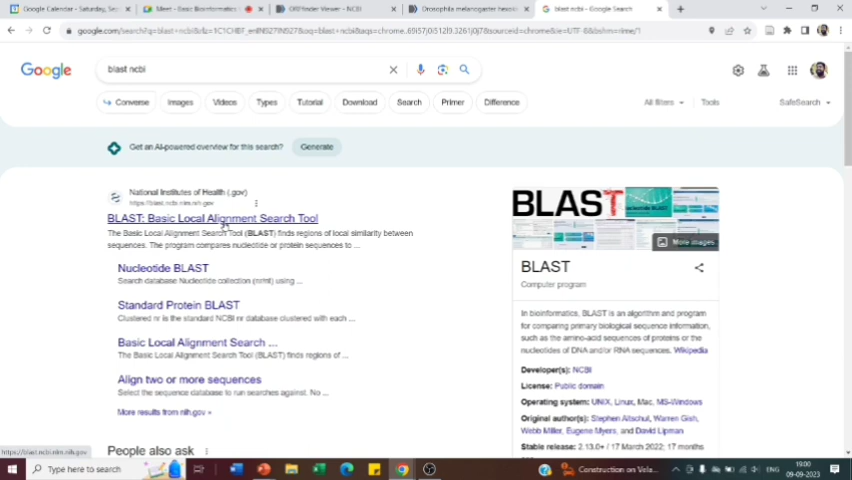 Google Calendar - Saturday, Sep
Meet - Basic Bioinformatics
ORFfinder Viewer - NCBI
Drosophila melanogaster hexokin
blast ncbi - Google Search
Google
blast ncbi
Converse
Images
Videos
Types
Tutorial
Download
Search
Primer
Difference
All filters
Tools
SafeSearch
Get an AI-powered overview for this search?
Generate
National Institutes of Health (.gov)
https://blast.ncbi.nlm.nih.gov
BLAST: Basic Local Alignment Search Tool
The Basic Local Alignment Search Tool (BLAST) finds regions of local similarity between
sequences. The program compares nucleotide or protein sequences to ...
Nucleotide BLAST
Search database Nucleotide collection (nr/nt) using ...
Standard Protein BLAST
Clustered nr is the standard NCBI nr database clustered with each ...
Basic Local Alignment Search ...
The Basic Local Alignment Search Tool (BLAST) finds regions of ...
Align two or more sequences
Select the sequence database to run searches against. No ...
More results from nih.gov »
People also ask
BLAST
More images
BLAST
Computer program
In bioinformatics, BLAST is an algorithm and program
for comparing primary biological sequence information,
such as the amino-acid sequences of proteins or the
nucleotides of DNA and/or RNA sequences. Wikipedia
Developer(s): NCBI
License: Public domain
Operating system: UNIX, Linux, Mac, MS-Windows
Original author(s): Stephen Altschul, Warren Gish,
Webb Miller, Eugene Myers, and David Lipman
Stable release: 2.13.0+ / 17 March 2022; 17 months
https://blast.ncbi.nlm.nih.gov
Type here to search
Construction on Vela...
ENG
19:00
09-09-2023